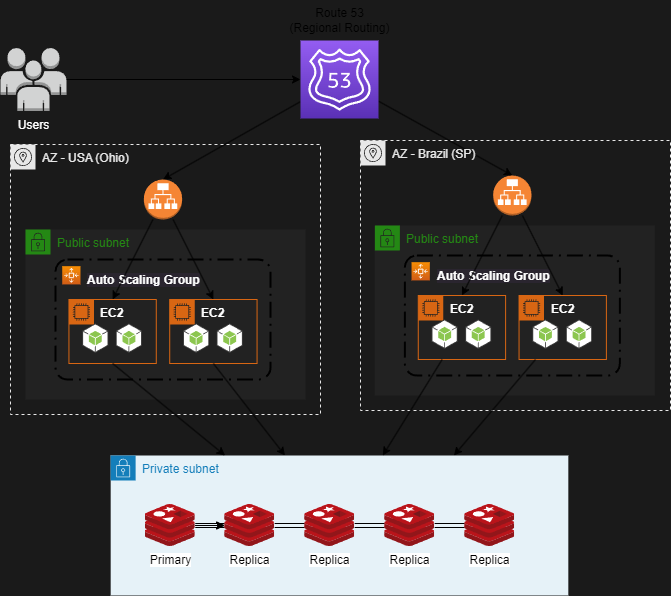 Route 53
(Regional Routing)
53
Users
AZ - USA (Ohio)
AZ - Brazil (SP)
Public subnet
Public subnet
Auto Scaling Group
Auto Scaling Group
EC2
EC2
EC2
EC2
Private subnet
Primary
Replica
Replica
Replica
Replica